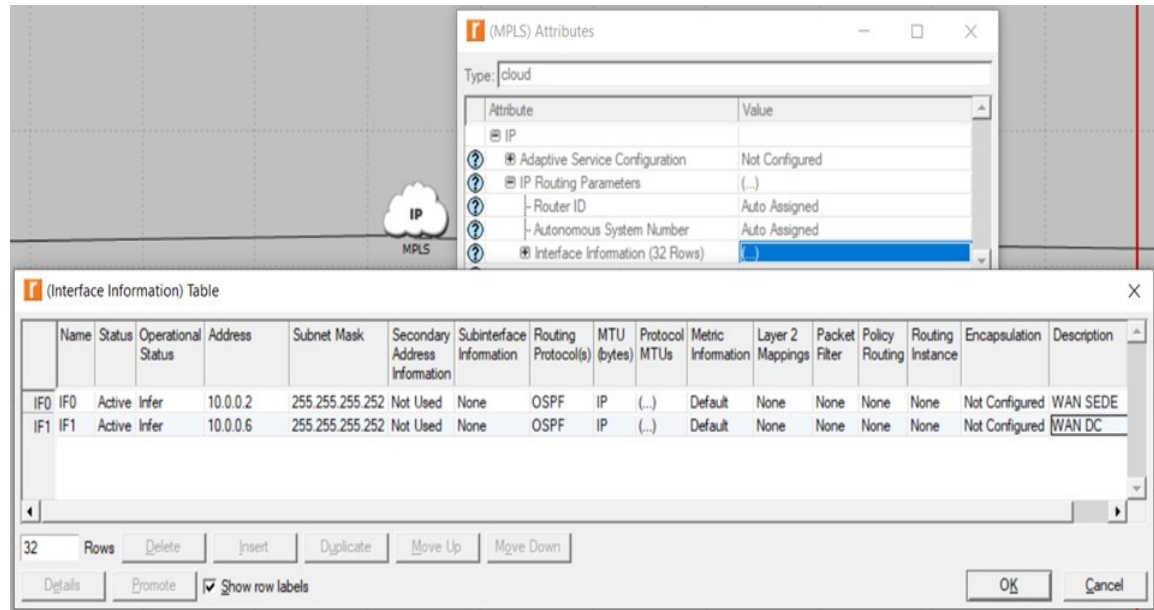 (MPLS) Attributes
Type: cloud
Attribute Value
IP
Adaptive Service Configuration Not Configured
IP Routing Parameters (...)
Router ID Auto Assigned
Autonomous System Number Auto Assigned
Interface Information (32 Rows) (...)
IP
MPLS
(Interface Information) Table
Name Status Operational Status Address Subnet Mask Secondary Address Information Subinterface Information Routing Protocol(s) MTU (bytes) Protocol MTUs Metric Information Layer 2 Mappings Packet Filter Policy Routing Routing Instance Encapsulation Description
IF0 IF0 Active Infer 10.0.0.2 255.255.255.252 Not Used None OSPF IP (...) Default None None None None Not Configured WAN SEDE
IF1 IF1 Active Infer 10.0.0.6 255.255.255.252 Not Used None OSPF IP (...) Default None None None None Not Configured WAN DC
32 Rows Delete Insert Duplicate Move Up Move Down
Details Promote Show row labels OK Cancel